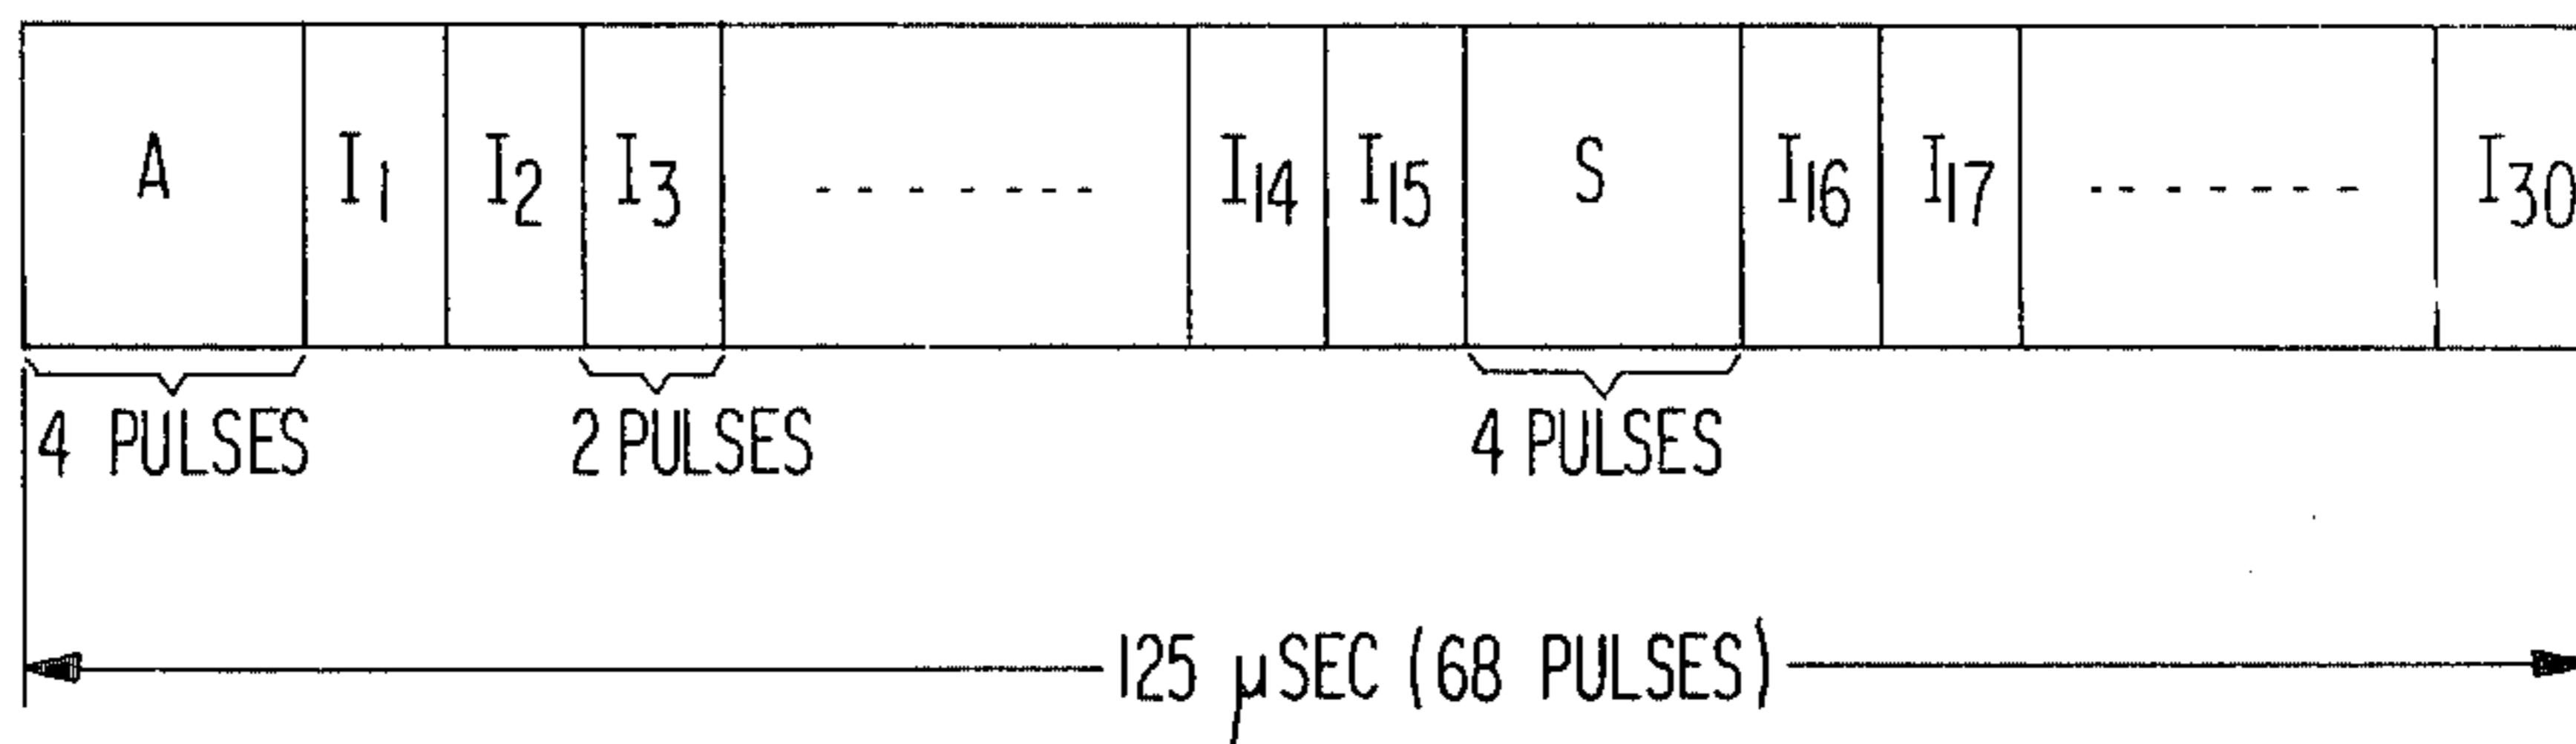 A I₁ I₂ I₃ ------- I₁₄ I₁₅ S I₁₆ I₁₇ ------- I₃₀
4 PULSES 2 PULSES 4 PULSES
125 μSEC (68 PULSES)